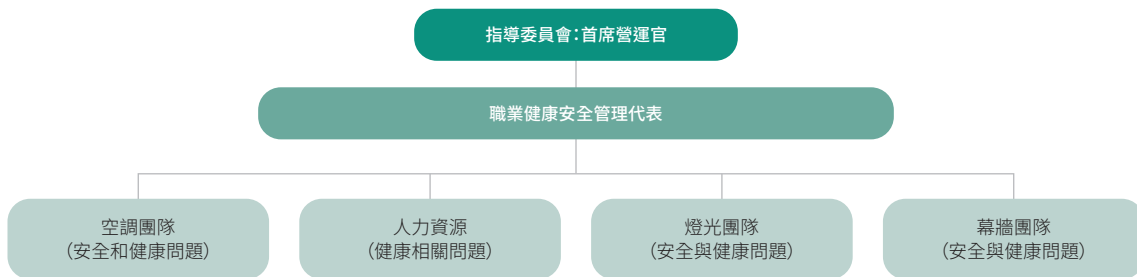 指導委員會：首席營運官
職業健康安全管理代表
空調團隊
（安全和健康問題）
人力資源
（健康相關問題）
燈光團隊
（安全與健康問題）
幕牆團隊
（安全與健康問題）